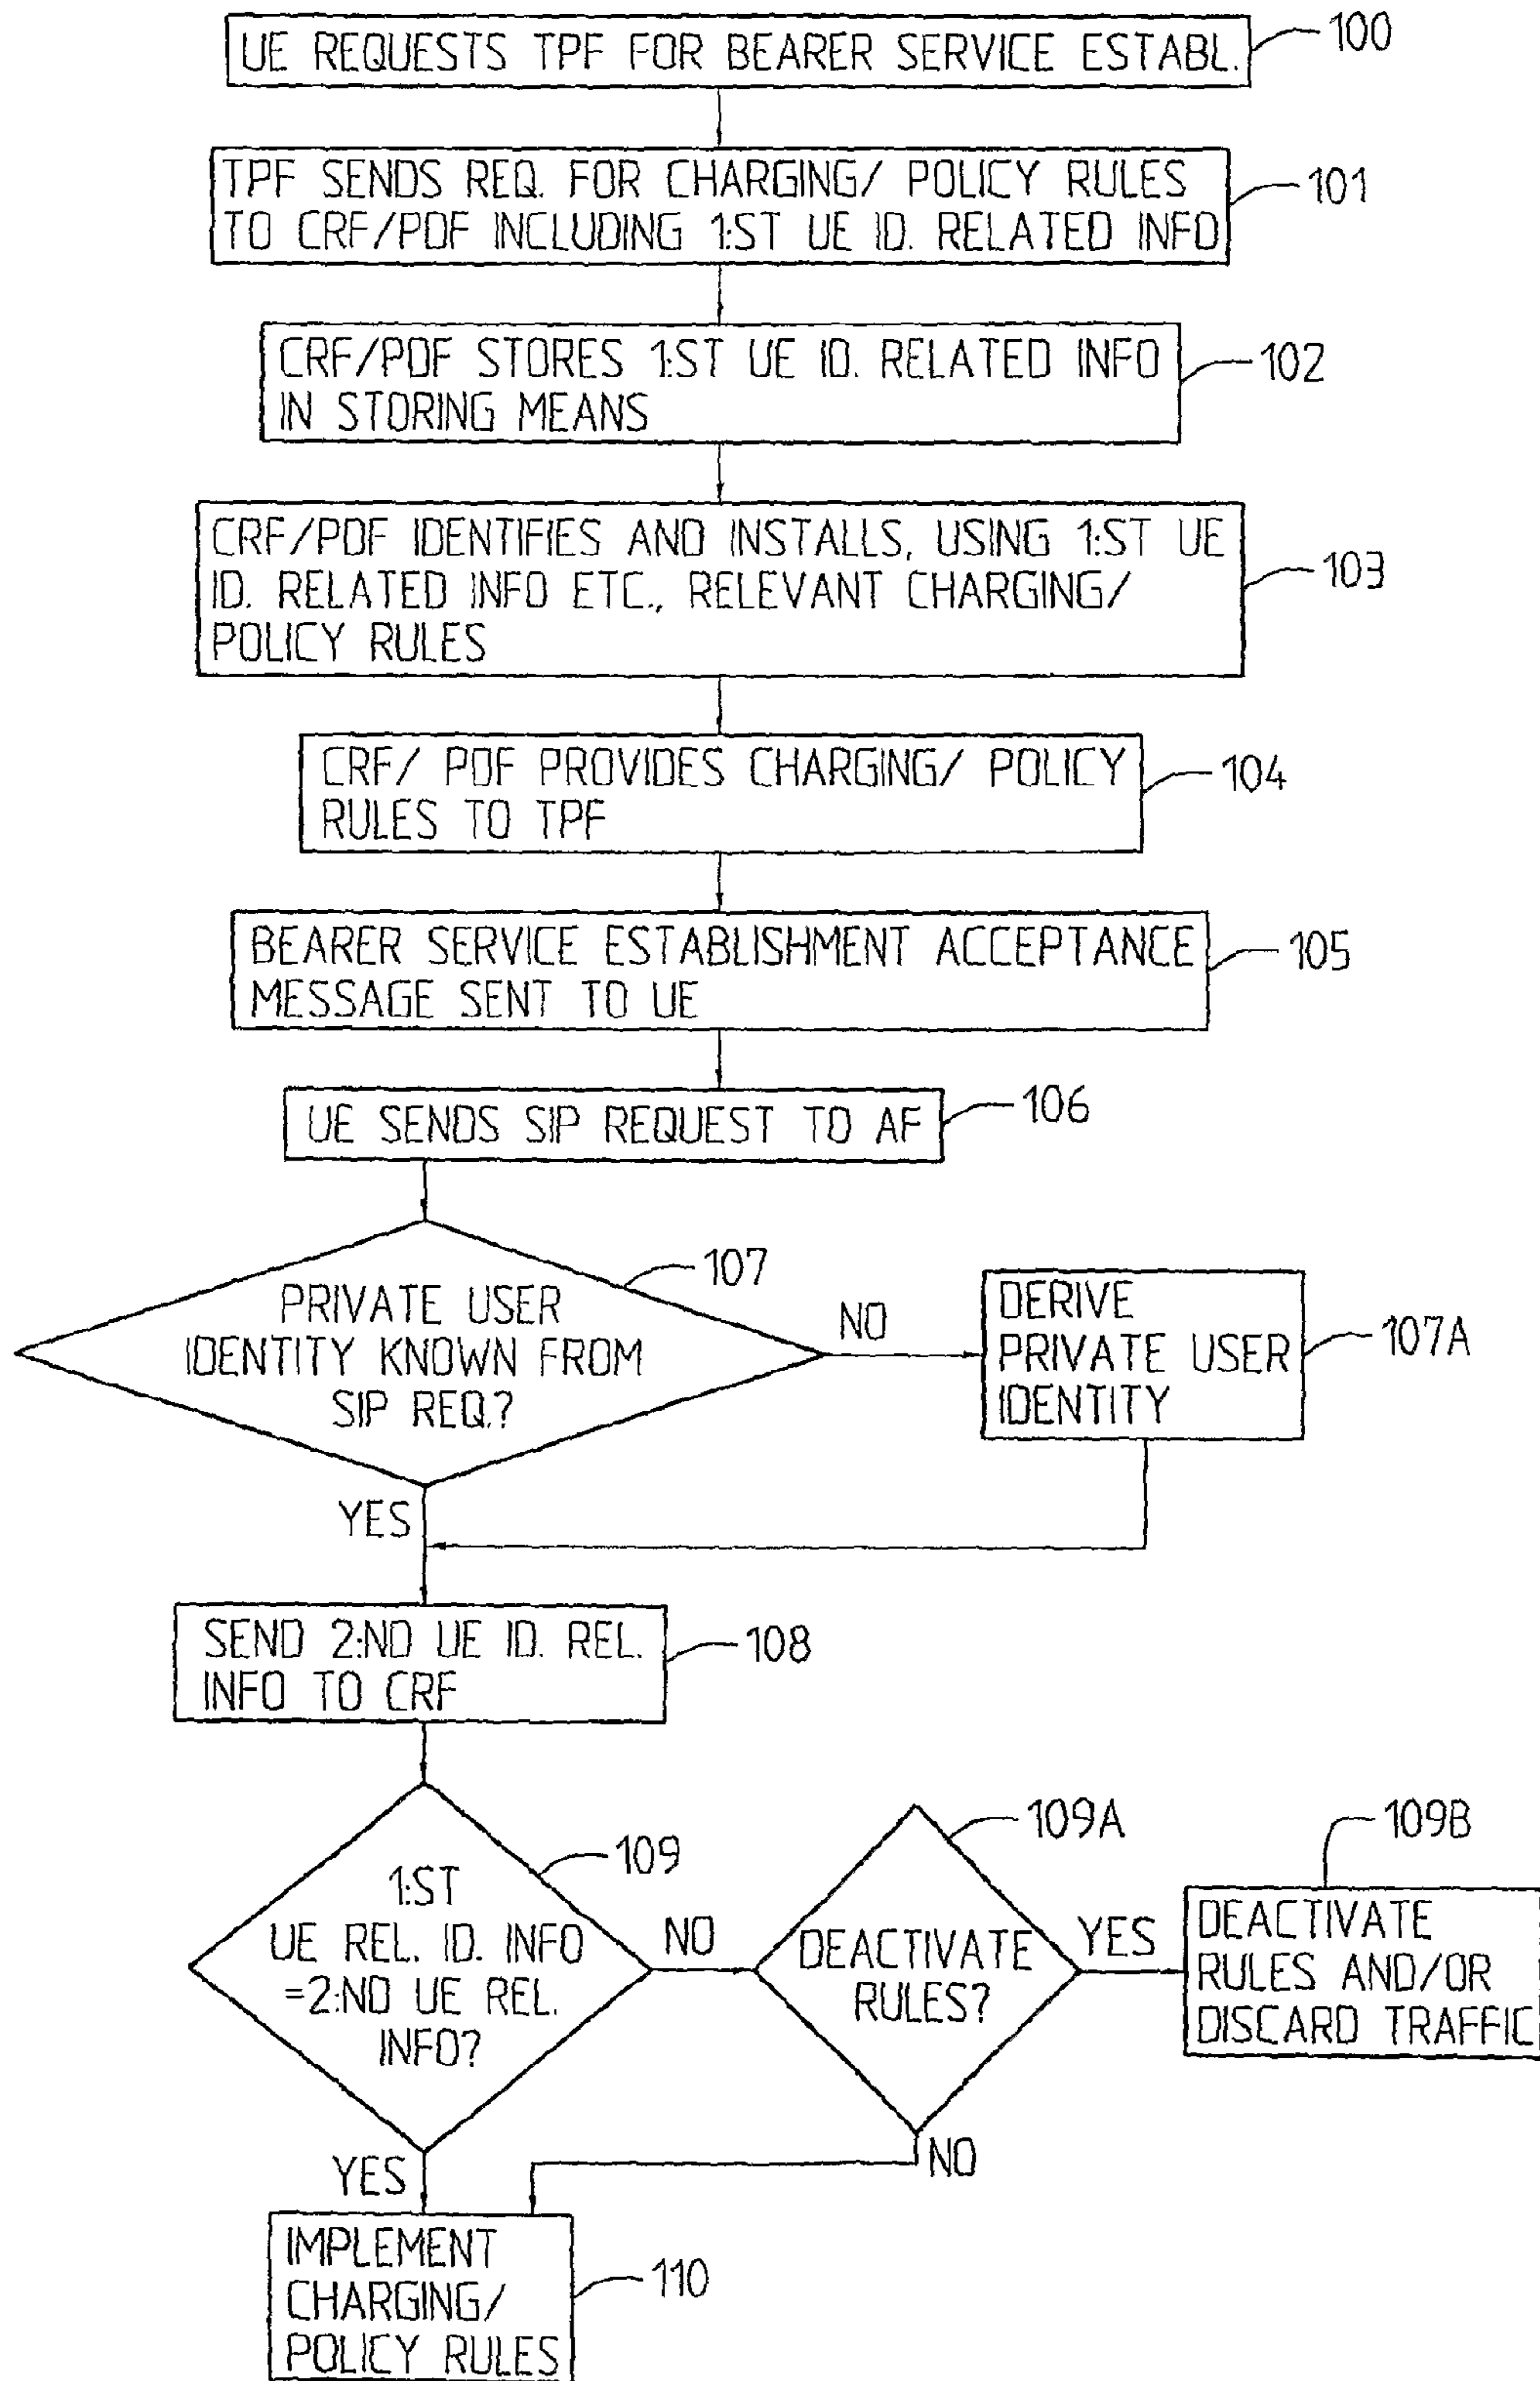 UE REQUESTS TPF FOR BEARER SERVICE ESTABL.
100
TPF SENDS REQ. FOR CHARGING/ POLICY RULES
TO CRF/PDF INCLUDING 1:ST UE ID. RELATED INFO
101
CRF/PDF STORES 1:ST UE ID. RELATED INFO
IN STORING MEANS
102
CRF/PDF IDENTIFIES AND INSTALLS, USING 1:ST UE
ID. RELATED INFO ETC., RELEVANT CHARGING/
POLICY RULES
103
CRF/ PDF PROVIDES CHARGING/ POLICY
RULES TO TPF
104
BEARER SERVICE ESTABLISHMENT ACCEPTANCE
MESSAGE SENT TO UE
105
UE SENDS SIP REQUEST TO AF
106
PRIVATE USER
IDENTITY KNOWN FROM
SIP REQ.?
107
NO
DERIVE
PRIVATE USER
IDENTITY
107A
YES
SEND 2:ND UE ID. REL.
INFO TO CRF
108
1:ST
UE REL. ID. INFO
=2:ND UE REL.
INFO?
109
NO
DEACTIVATE
RULES?
109A
YES
DEACTIVATE
RULES AND/OR
DISCARD TRAFFIC
109B
YES
NO
IMPLEMENT
CHARGING/
POLICY RULES
110